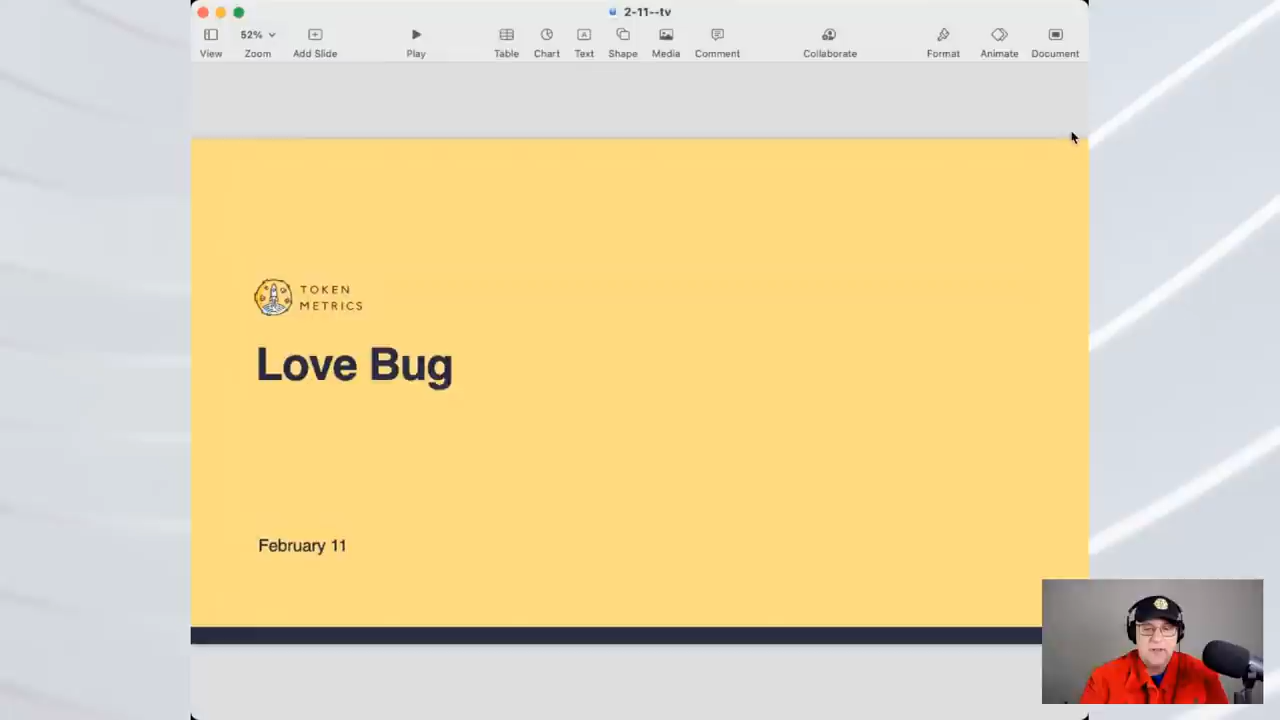 2-11--tv
52%
View
Zoom
Add Slide
Play
Table
Chart
Text
Shape
Media
Comment
Collaborate
Format
Animate
Document
TOKEN
METRICS
Love Bug
February 11